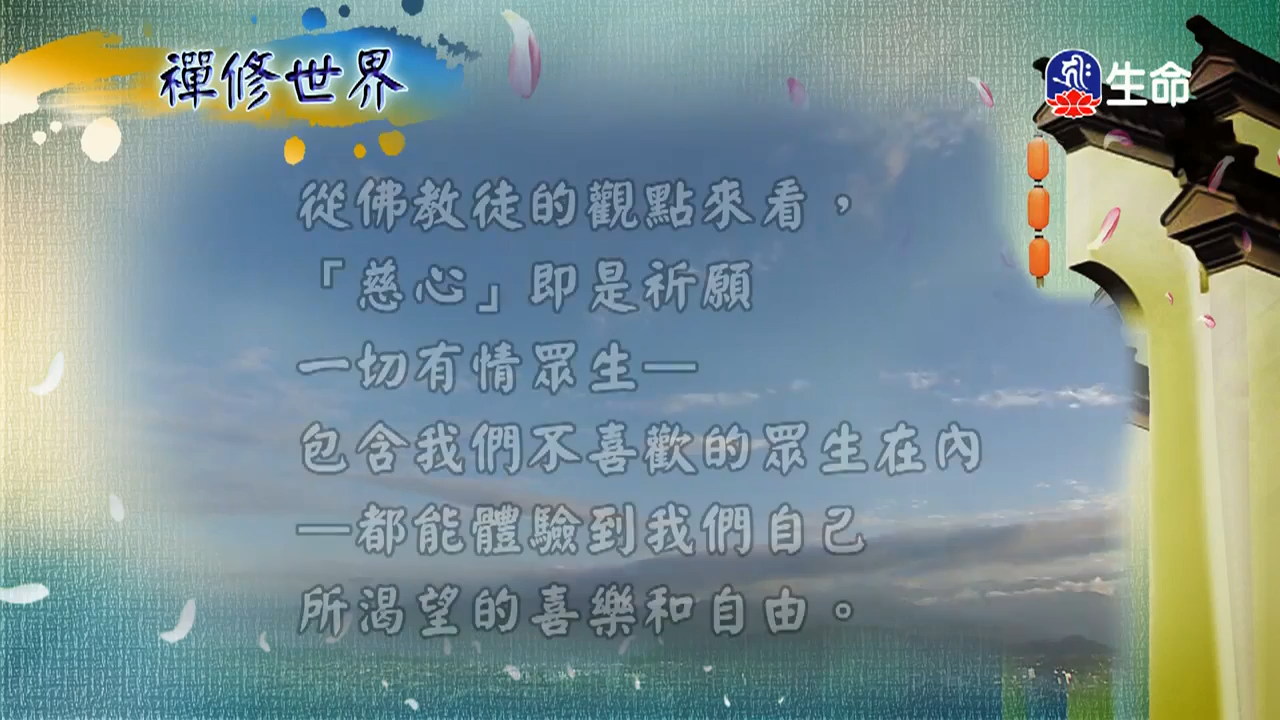 禪修世界
生命
從佛教徒的觀點來看，
「慈心」即是祈願
一切有情眾生—
包含我們不喜歡的眾生在內
—都能體驗到我們自己
所渴望的喜樂和自由。